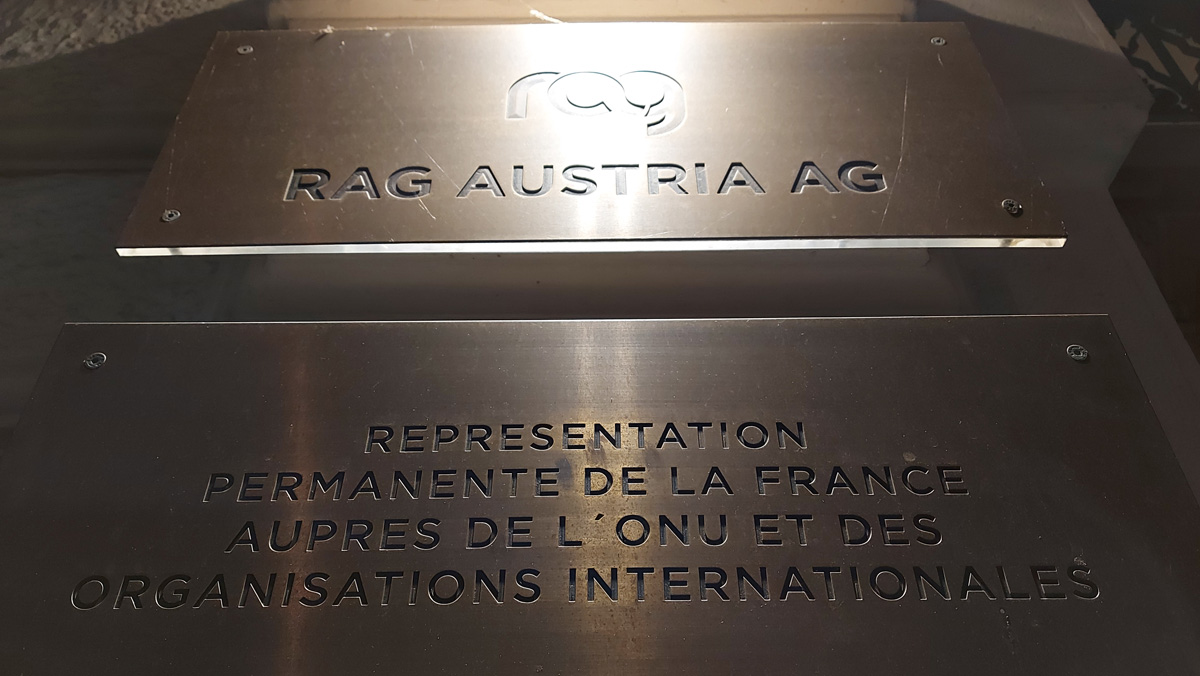 rag
RAG AUSTRIA AG
REPRESENTATION
PERMANENTE DE LA FRANCE
AUPRES DE L´ONU ET DES
ORGANISATIONS INTERNATIONALES